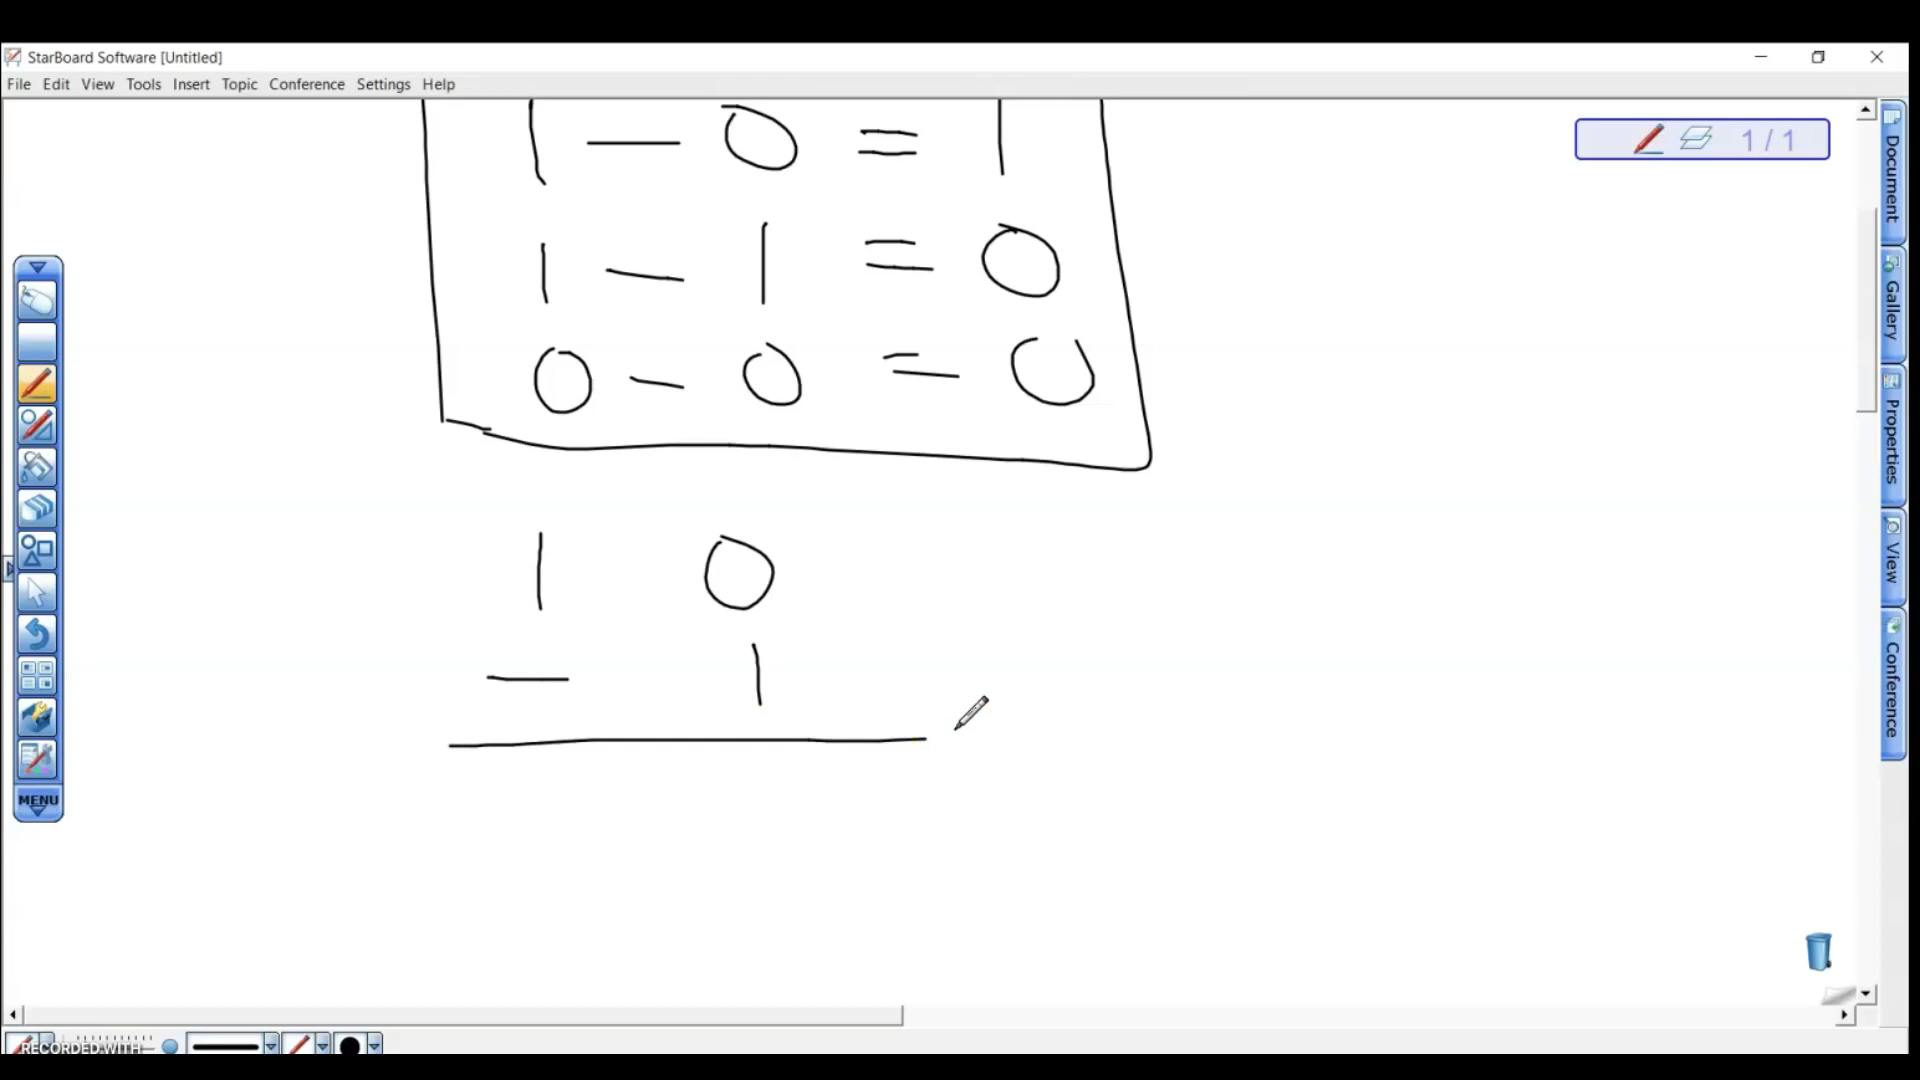 StarBoard Software [Untitled]
File Edit View Tools Insert Topic Conference Settings Help
1 — 0 = 1
1 / 1
1 — 1 = 0
0 — 0 = 0
1 0
— 1
Document
Gallery
Properties
View
Conference
MENU
RECORDED WITH